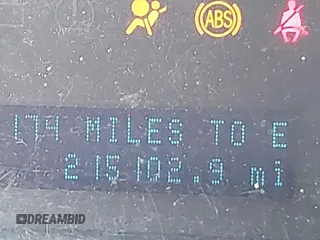 ABS
174 MILES TO E
215102.9 mi
DREAMBID